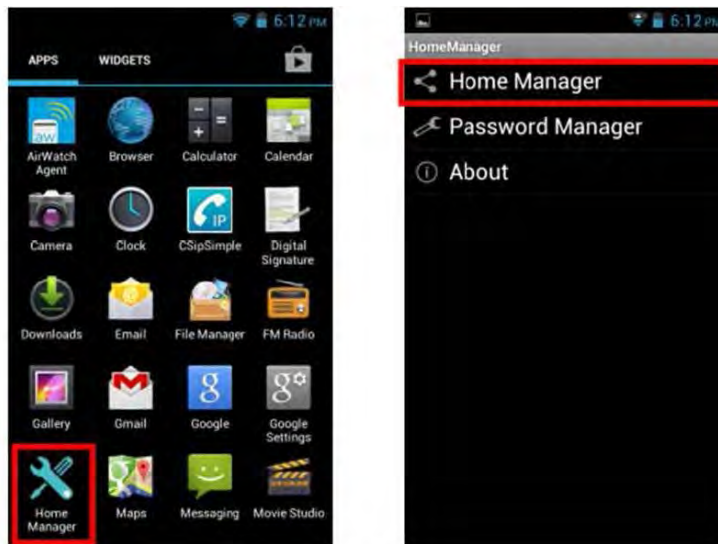 6:12 PM
APPS WIDGETS
aw
AirWatch Agent
Browser
Calculator
Calendar
Camera
Clock
IP
CSipSimple
Digital Signature
Downloads
Email
File Manager
FM Radio
Gallery
Gmail
g
Google
g
Google Settings
Home Manager
Maps
Messaging
Movie Studio
6:12 PM
HomeManager
Home Manager
Password Manager
About